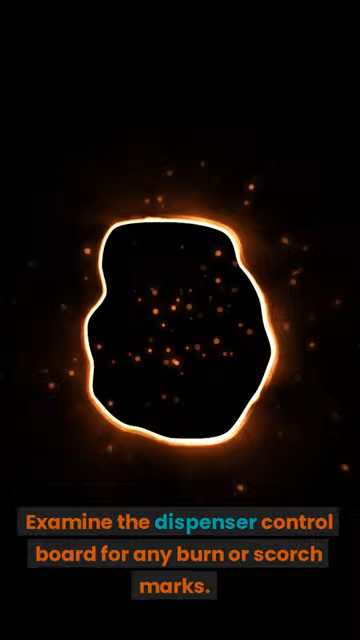 Examine the dispenser control
board for any burn or scorch
marks.